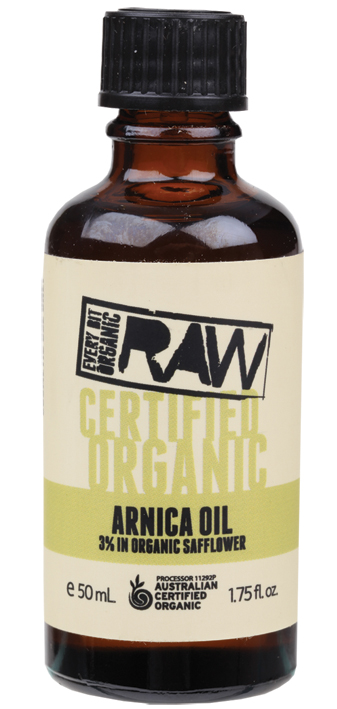 EVERY BIT
ORGANIC
RAW
CERTIFIED
ORGANIC
ARNICA OIL
3% IN ORGANIC SAFFLOWER
e 50 mL
PROCESSOR 11292P
AUSTRALIAN
CERTIFIED
ORGANIC
1.75 fl. oz.